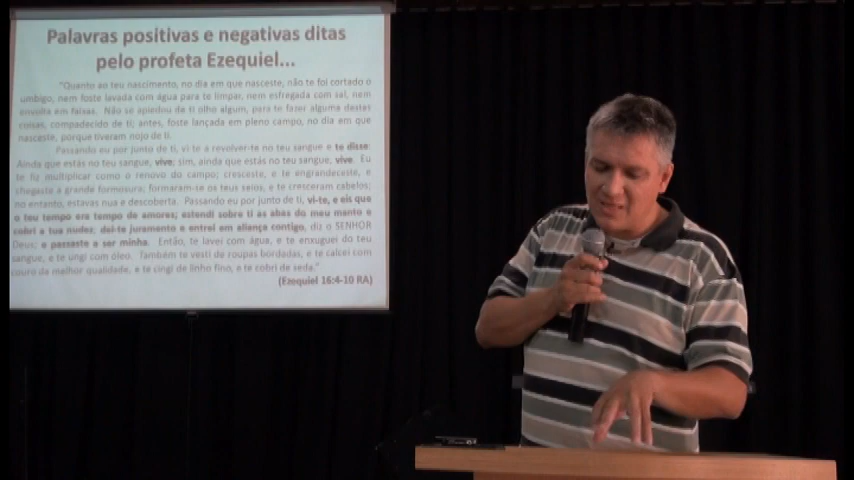 Palavras positivas e negativas ditas
pelo profeta Ezequiel...
"Quanto ao teu nascimento, no dia em que nasceste, não te foi cortado o
umbigo, nem foste lavada com água para te limpar, nem esfregada com sal, nem
envolta em faixas. Não se apiedou de ti olho algum, para te fazer alguma destas
coisas, compadecido de ti; antes, foste lançada em pleno campo, no dia em que
nasceste, porque tiveram nojo de ti.
Passando eu por junto de ti, vi-te a revolver-te no teu sangue e te disse:
Ainda que estás no teu sangue, vive; sim, ainda que estás no teu sangue, vive. Eu
te fiz multiplicar como o renovo do campo; cresceste, e te engrandeceste, e
chegaste a grande formosura; formaram-se os teus seios, e te cresceram cabelos;
no entanto, estavas nua e descoberta. Passando eu por junto de ti, vi-te, e eis que
o teu tempo era tempo de amores; estendi sobre ti as abas do meu manto e
cobri a tua nudez; dei-te juramento e entrei em aliança contigo, diz o SENHOR
Deus; e passaste a ser minha. Então, te lavei com água, e te enxuguei do teu
sangue, e te ungi com óleo. Também te vesti de roupas bordadas, e te calcei com
couro da melhor qualidade, e te cingi de linho fino, e te cobri de seda."
(Ezequiel 16:4-10 RA)